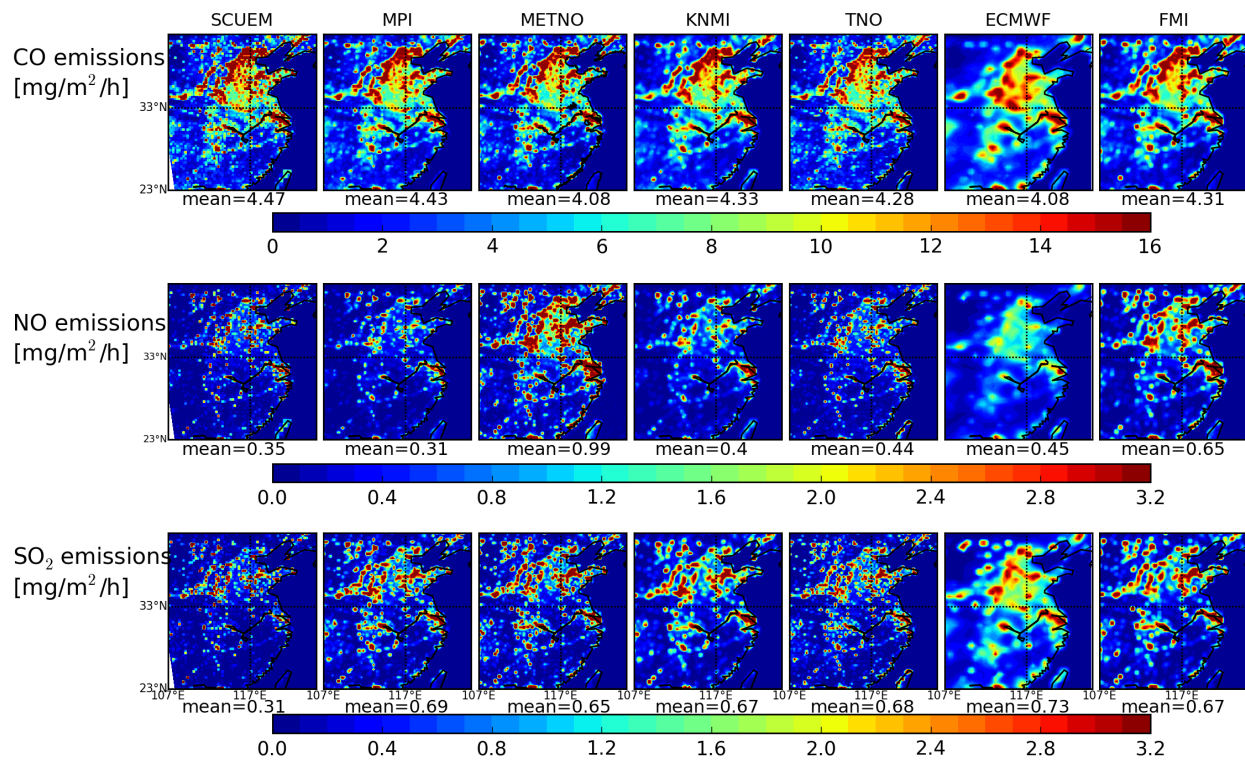 SCUEM MPI METNO KNMI TNO ECMWF FMI
CO emissions
[mg/m²/h]
33°N
23°N
mean=4.47 mean=4.43 mean=4.08 mean=4.33 mean=4.28 mean=4.08 mean=4.31
0 2 4 6 8 10 12 14 16
NO emissions
[mg/m²/h]
33°N
23°N
mean=0.35 mean=0.31 mean=0.99 mean=0.4 mean=0.44 mean=0.45 mean=0.65
0.0 0.4 0.8 1.2 1.6 2.0 2.4 2.8 3.2
SO₂ emissions
[mg/m²/h]
33°N
23°N
107°E 117°E 107°E 117°E 107°E 117°E 107°E 117°E 107°E 117°E 107°E 117°E 107°E 117°E
mean=0.31 mean=0.69 mean=0.65 mean=0.67 mean=0.68 mean=0.73 mean=0.67
0.0 0.4 0.8 1.2 1.6 2.0 2.4 2.8 3.2